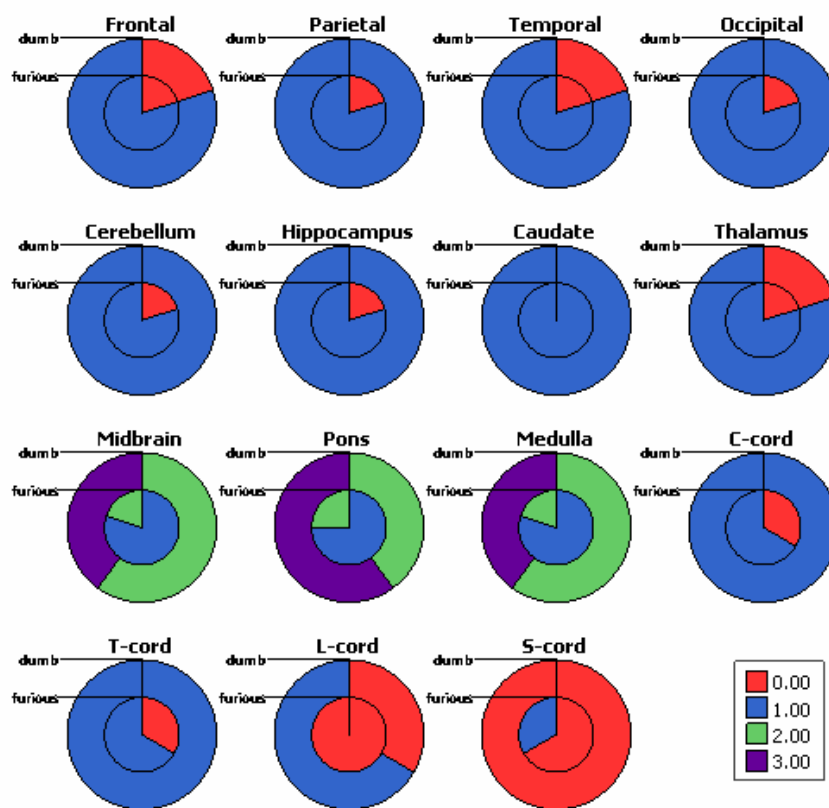 Frontal Parietal Temporal Occipital
dumb dumb dumb dumb
furious furious furious furious
Cerebellum Hippocampus Caudate Thalamus
dumb dumb dumb dumb
furious furious furious furious
Midbrain Pons Medulla C-cord
dumb dumb dumb dumb
furious furious furious furious
T-cord L-cord S-cord
dumb dumb dumb
furious furious furious
0.00
1.00
2.00
3.00